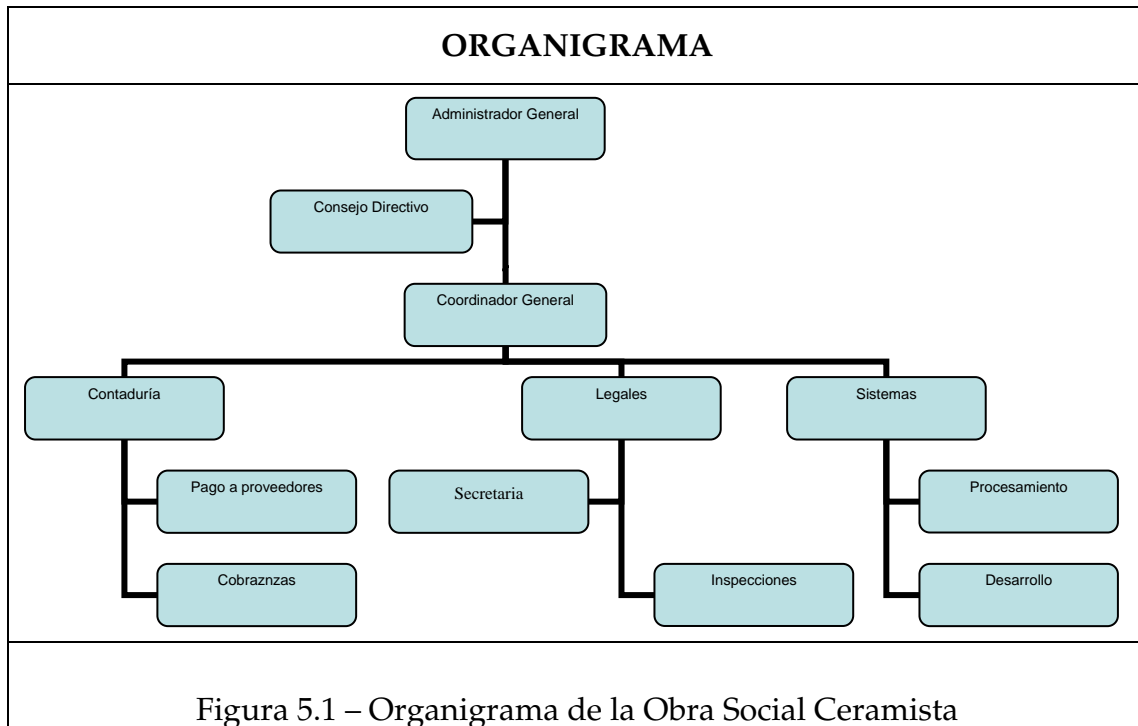 ORGANIGRAMA
Administrador General
Consejo Directivo
Coordinador General
Contaduría
Legales
Sistemas
Pago a proveedores
Secretaria
Procesamiento
Cobraznzas
Inspecciones
Desarrollo
Figura 5.1 – Organigrama de la Obra Social Ceramista